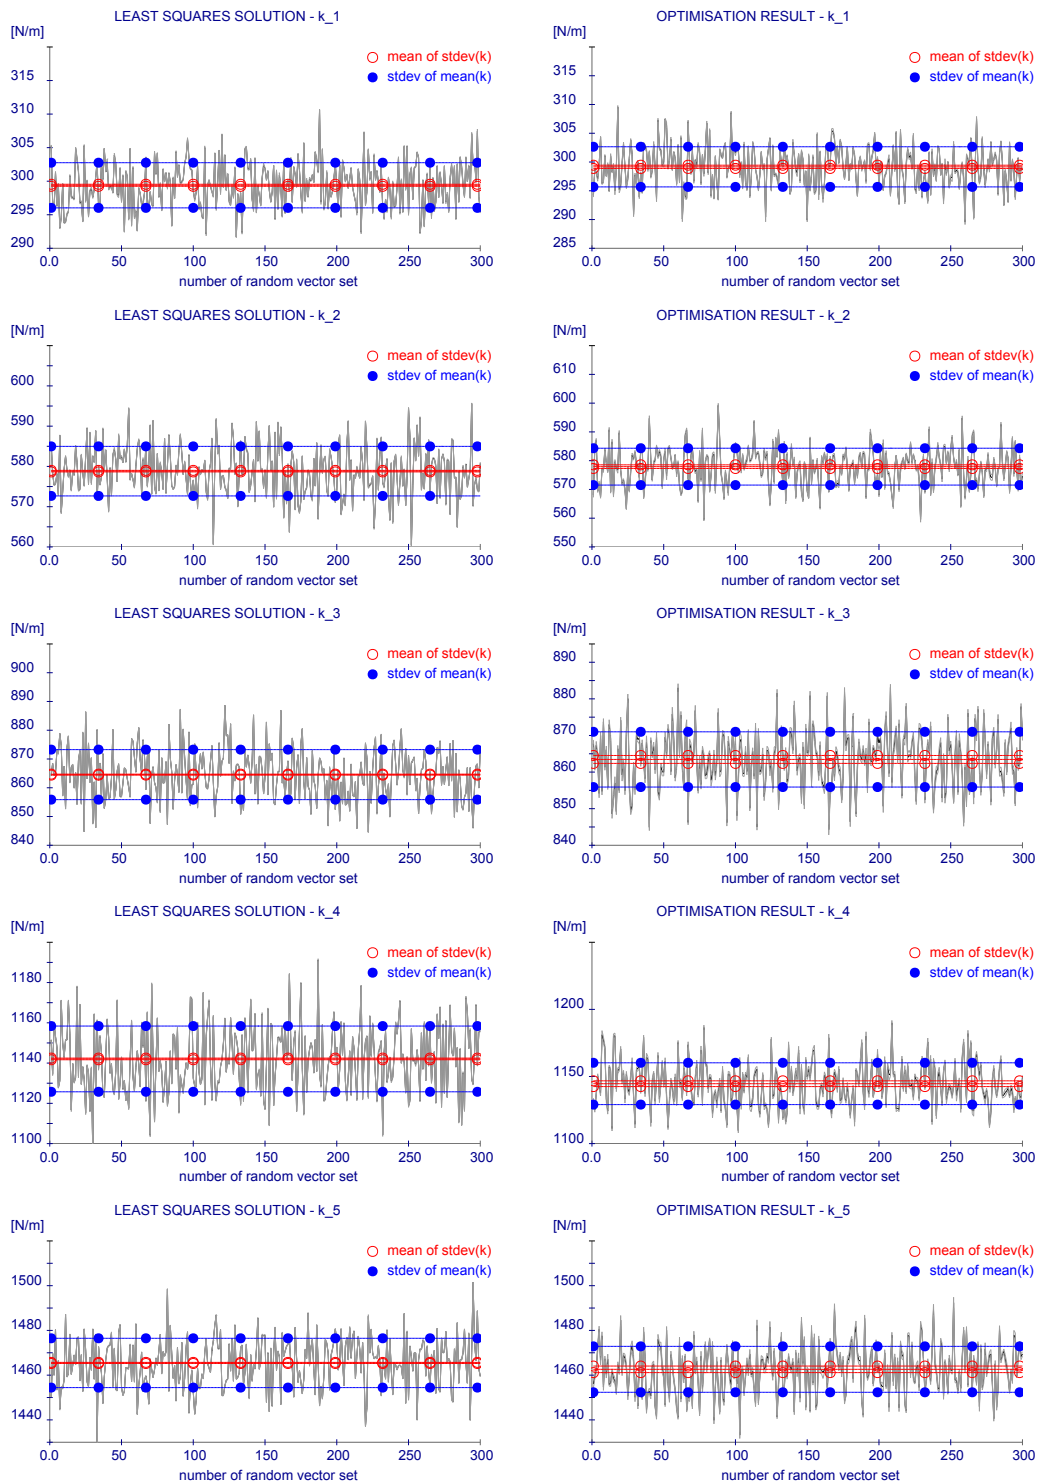 LEAST SQUARES SOLUTION - k_1
[N/m]
mean of stdev(k)
stdev of mean(k)
315
310
305
300
295
290
0.0 50 100 150 200 250 300
number of random vector set
OPTIMISATION RESULT - k_1
[N/m]
mean of stdev(k)
stdev of mean(k)
315
310
305
300
295
290
285
0.0 50 100 150 200 250 300
number of random vector set
LEAST SQUARES SOLUTION - k_2
[N/m]
mean of stdev(k)
stdev of mean(k)
600
590
580
570
560
0.0 50 100 150 200 250 300
number of random vector set
OPTIMISATION RESULT - k_2
[N/m]
mean of stdev(k)
stdev of mean(k)
610
600
590
580
570
560
550
0.0 50 100 150 200 250 300
number of random vector set
LEAST SQUARES SOLUTION - k_3
[N/m]
mean of stdev(k)
stdev of mean(k)
900
890
880
870
860
850
840
0.0 50 100 150 200 250 300
number of random vector set
OPTIMISATION RESULT - k_3
[N/m]
mean of stdev(k)
stdev of mean(k)
890
880
870
860
850
840
0.0 50 100 150 200 250 300
number of random vector set
LEAST SQUARES SOLUTION - k_4
[N/m]
mean of stdev(k)
stdev of mean(k)
1180
1160
1140
1120
1100
0.0 50 100 150 200 250 300
number of random vector set
OPTIMISATION RESULT - k_4
[N/m]
mean of stdev(k)
stdev of mean(k)
1200
1150
1100
0.0 50 100 150 200 250 300
number of random vector set
LEAST SQUARES SOLUTION - k_5
[N/m]
mean of stdev(k)
stdev of mean(k)
1500
1480
1460
1440
0.0 50 100 150 200 250 300
number of random vector set
OPTIMISATION RESULT - k_5
[N/m]
mean of stdev(k)
stdev of mean(k)
1500
1480
1460
1440
0.0 50 100 150 200 250 300
number of random vector set